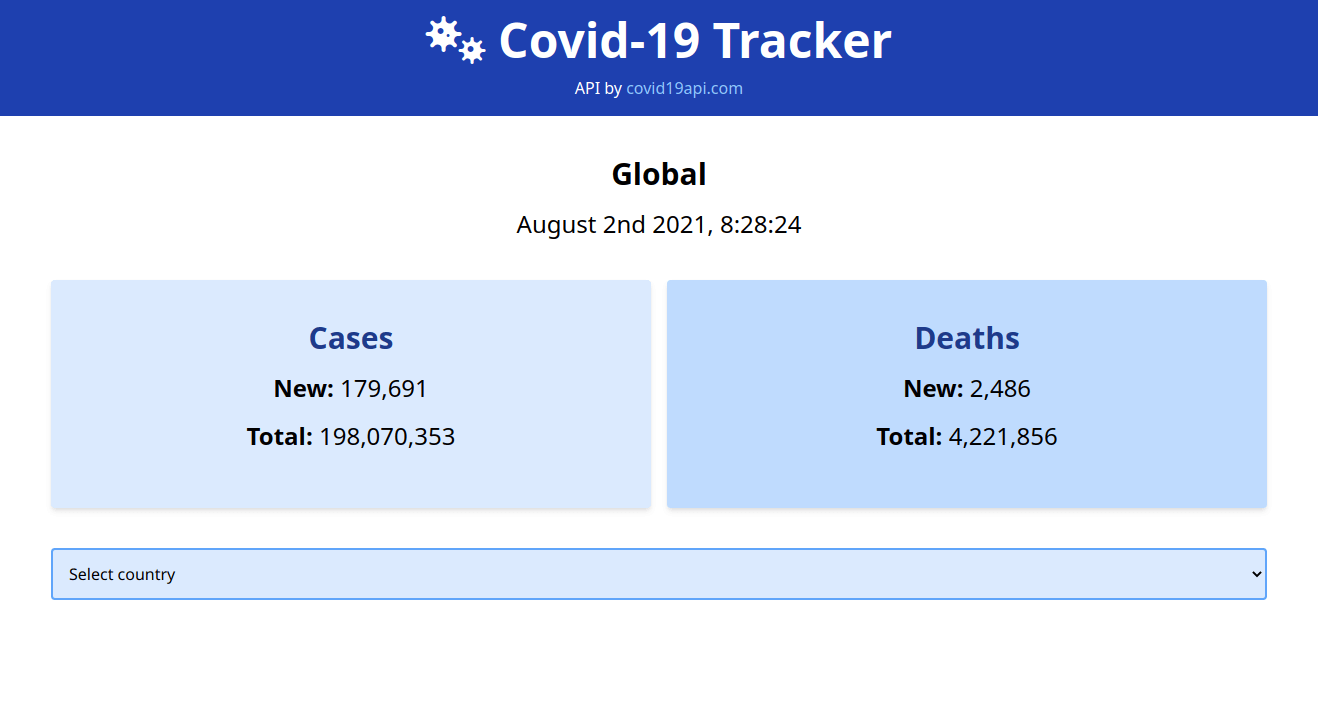 Covid-19 Tracker
API by covid19api.com
Global
August 2nd 2021, 8:28:24
Cases
New: 179,691
Total: 198,070,353
Deaths
New: 2,486
Total: 4,221,856
Select country